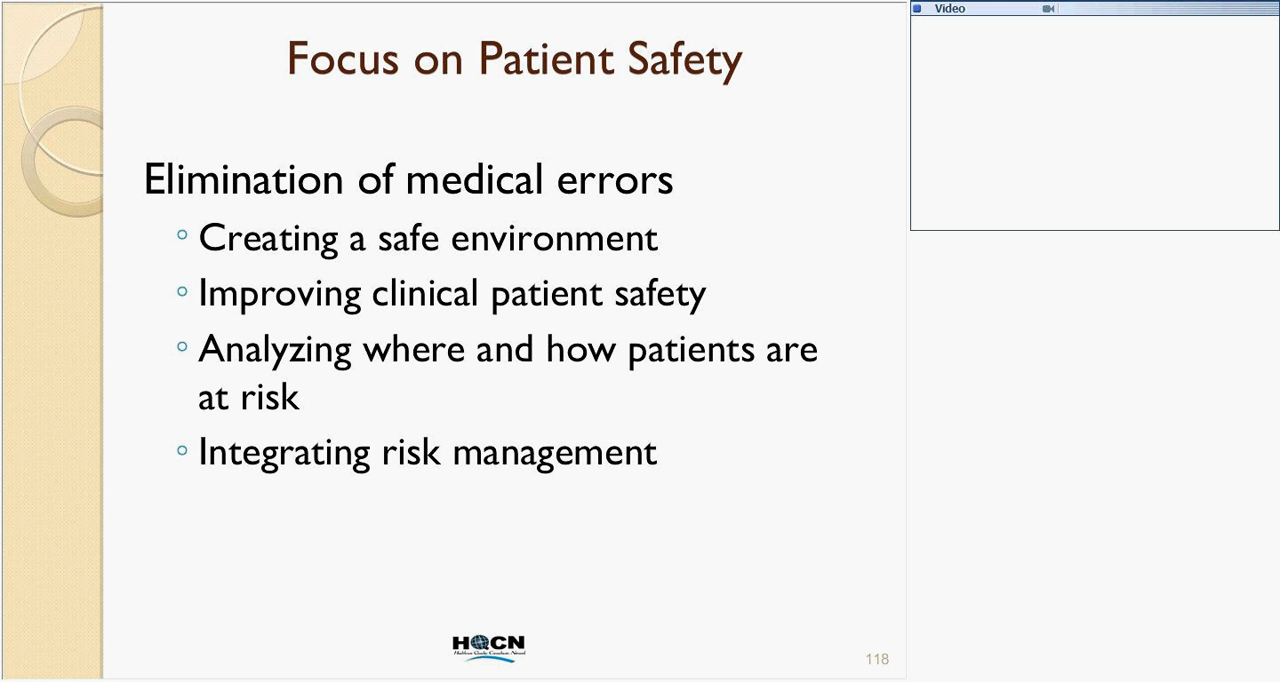 Video
Focus on Patient Safety
Elimination of medical errors
Creating a safe environment
Improving clinical patient safety
Analyzing where and how patients are
at risk
Integrating risk management
HQCN
118